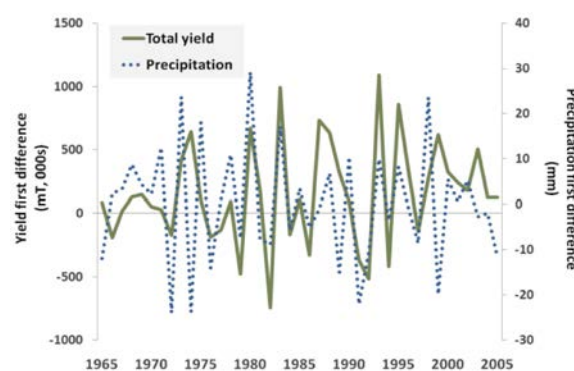 1500
1000
500
0
-500
-1000
Yield first difference
(mT, 000s)
Total yield
Precipitation
40
30
20
10
0
-10
-20
-30
Precipitation first difference
(mm)
1965 1970 1975 1980 1985 1990 1995 2000 2005